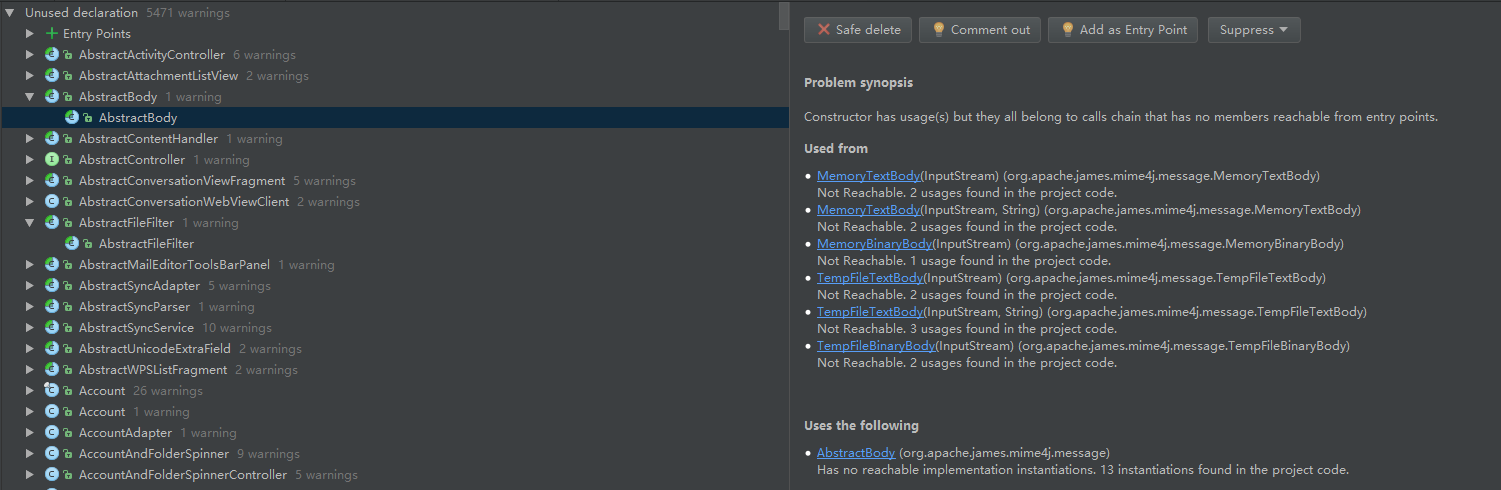 Unused declaration 5471 warnings
Entry Points
AbstractActivityController 6 warnings
AbstractAttachmentListView 2 warnings
AbstractBody 1 warning
AbstractBody
AbstractContentHandler 1 warning
AbstractController 1 warning
AbstractConversationViewFragment 5 warnings
AbstractConversationWebViewClient 2 warnings
AbstractFileFilter 1 warning
AbstractFileFilter
AbstractMailEditorToolsBarPanel 1 warning
AbstractSyncAdapter 5 warnings
AbstractSyncParser 1 warning
AbstractSyncService 10 warnings
AbstractUnicodeExtraField 2 warnings
AbstractWPSListFragment 2 warnings
Account 26 warnings
Account 1 warning
AccountAdapter 1 warning
AccountAndFolderSpinner 9 warnings
AccountAndFolderSpinnerController 5 warnings
Safe delete
Comment out
Add as Entry Point
Suppress
Problem synopsis
Constructor has usage(s) but they all belong to calls chain that has no members reachable from entry points.
Used from
MemoryTextBody(InputStream) (org.apache.james.mime4j.message.MemoryTextBody)
Not Reachable. 2 usages found in the project code.
MemoryTextBody(InputStream, String) (org.apache.james.mime4j.message.MemoryTextBody)
Not Reachable. 2 usages found in the project code.
MemoryBinaryBody(InputStream) (org.apache.james.mime4j.message.MemoryBinaryBody)
Not Reachable. 1 usage found in the project code.
TempFileTextBody(InputStream) (org.apache.james.mime4j.message.TempFileTextBody)
Not Reachable. 2 usages found in the project code.
TempFileTextBody(InputStream, String) (org.apache.james.mime4j.message.TempFileTextBody)
Not Reachable. 3 usages found in the project code.
TempFileBinaryBody(InputStream) (org.apache.james.mime4j.message.TempFileBinaryBody)
Not Reachable. 2 usages found in the project code.
Uses the following
AbstractBody (org.apache.james.mime4j.message)
Has no reachable implementation instantiations. 13 instantiations found in the project code.